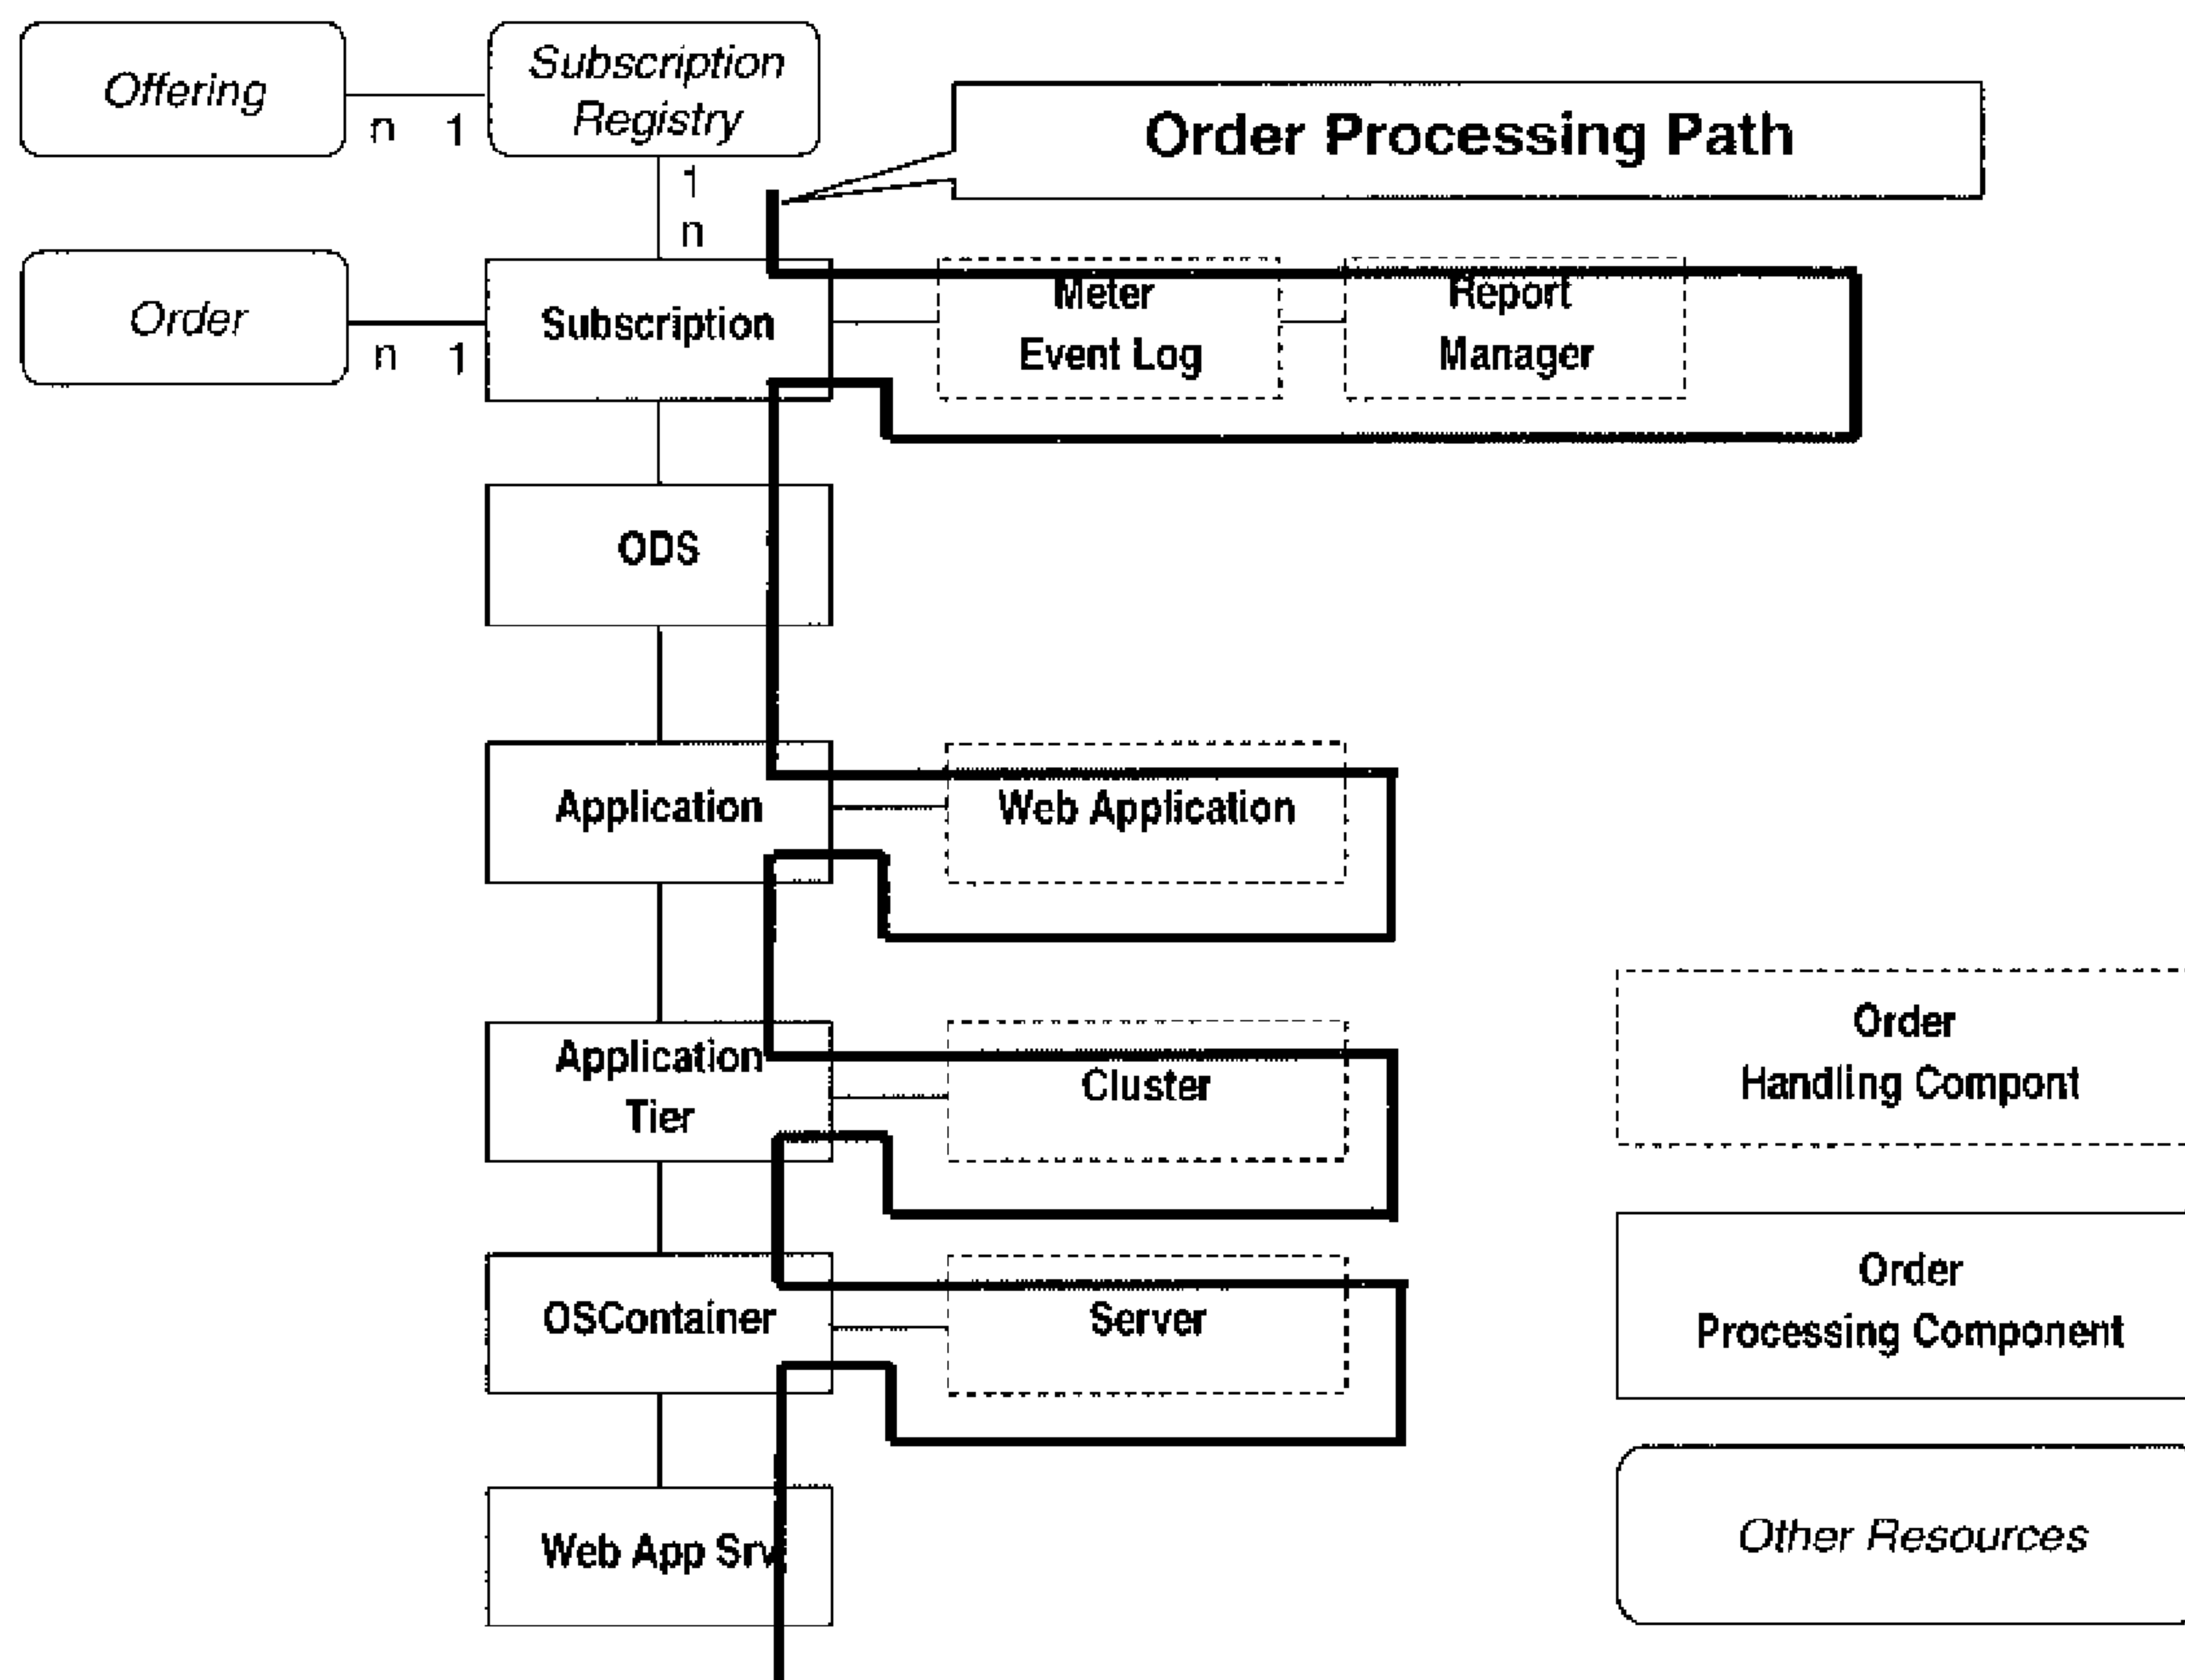 Offering
n 1
Subscription
Registry
1
n
Order Processing Path
Order
n 1
Subscription
Meter
Event Log
Report
Manager
ODS
Application
Web Application
Application
Tier
Cluster
OSContainer
Server
Web App Srv
Order
Handling Compont
Order
Processing Component
Other Resources